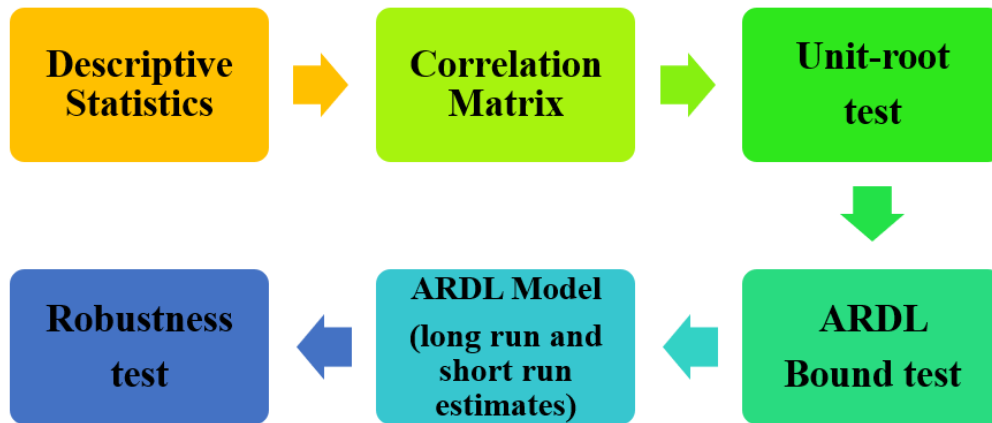 Descriptive
Statistics
Correlation
Matrix
Unit-root
test
ARDL
Bound test
ARDL Model
(long run and
short run
estimates)
Robustness
test